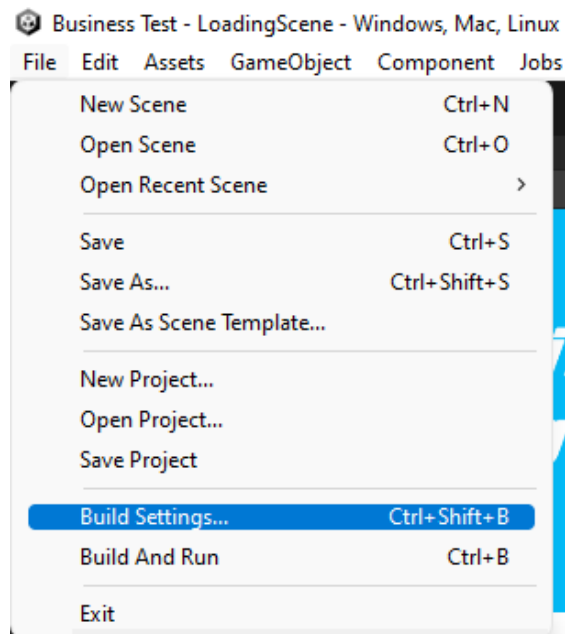 Business Test - LoadingScene - Windows, Mac, Linux
File Edit Assets GameObject Component Jobs
New Scene Ctrl+N
Open Scene Ctrl+O
Open Recent Scene >
Save Ctrl+S
Save As... Ctrl+Shift+S
Save As Scene Template...
New Project...
Open Project...
Save Project
Build Settings... Ctrl+Shift+B
Build And Run Ctrl+B
Exit